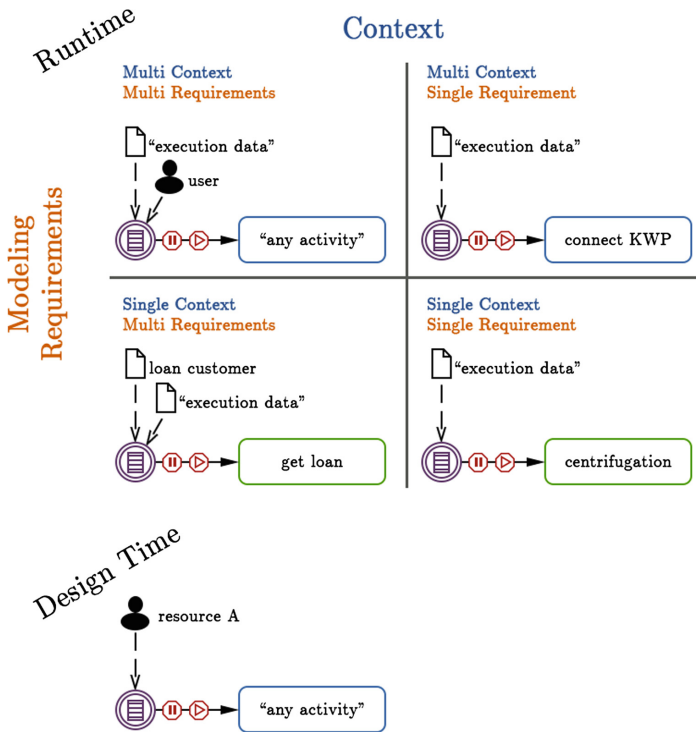 Runtime
Context
Modeling
Requirements
Multi Context
Multi Requirements
“execution data”
user
“any activity”
Multi Context
Single Requirement
“execution data”
connect KWP
Single Context
Multi Requirements
loan customer
“execution data”
get loan
Single Context
Single Requirement
“execution data”
centrifugation
Design Time
resource A
“any activity”